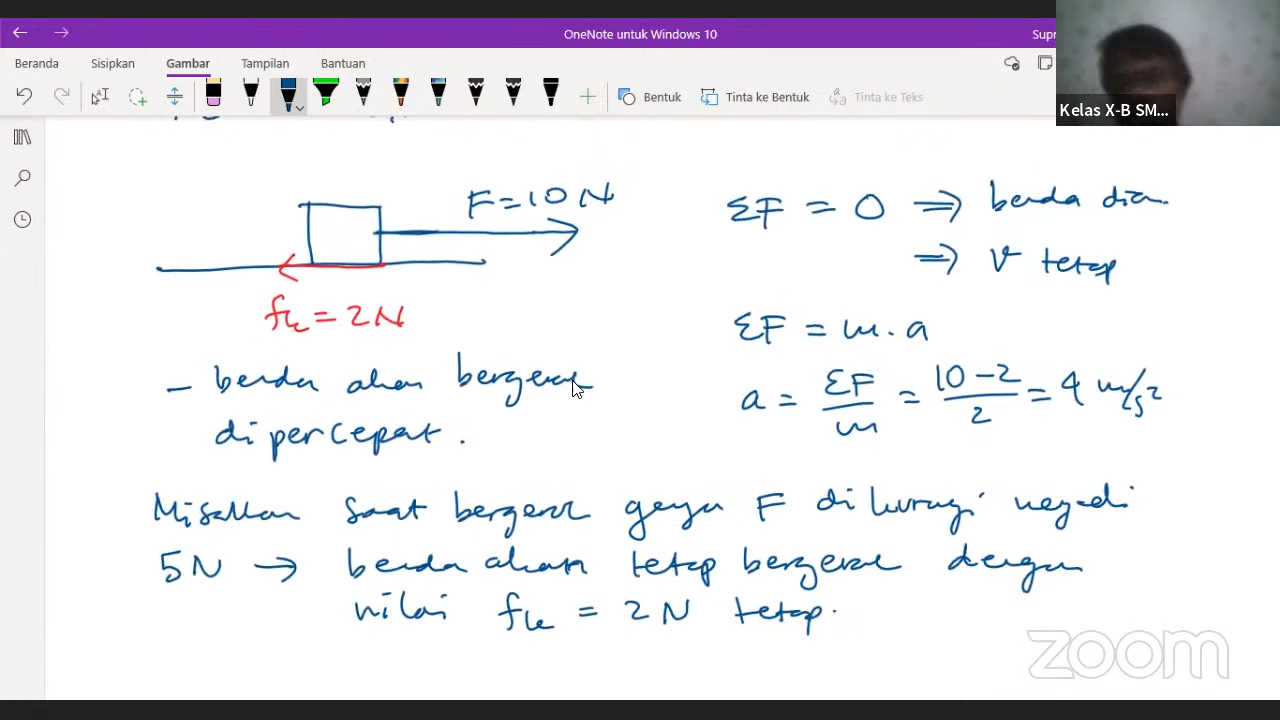 OneNote untuk Windows 10
Supr
Beranda Sisipkan Gambar Tampilan Bantuan
Bentuk Tinta ke Bentuk Tinta ke Teks
Kelas X-B SM...
F = 10 N
fk = 2 N
- benda akan bergerak
dipercepat.
ΣF = 0 ⇒ benda diam
⇒ v tetap
ΣF = m . a
a = ΣF/m = 10 - 2/2 = 4 m/s²
Misalkan saat bergerak gaya F dikurangi menjadi
5N → benda akan tetap bergerak dengan
nilai fk = 2 N tetap.
zoom